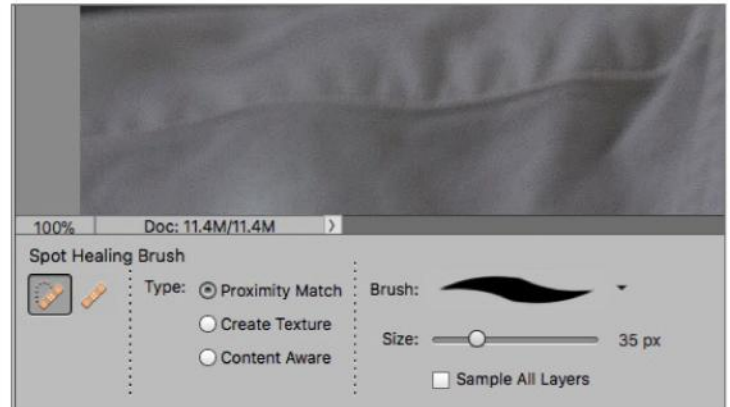 100% Doc: 11.4M/11.4M >
Spot Healing Brush
Type: Proximity Match
Create Texture
Content Aware
Brush:
Size: 35 px
Sample All Layers